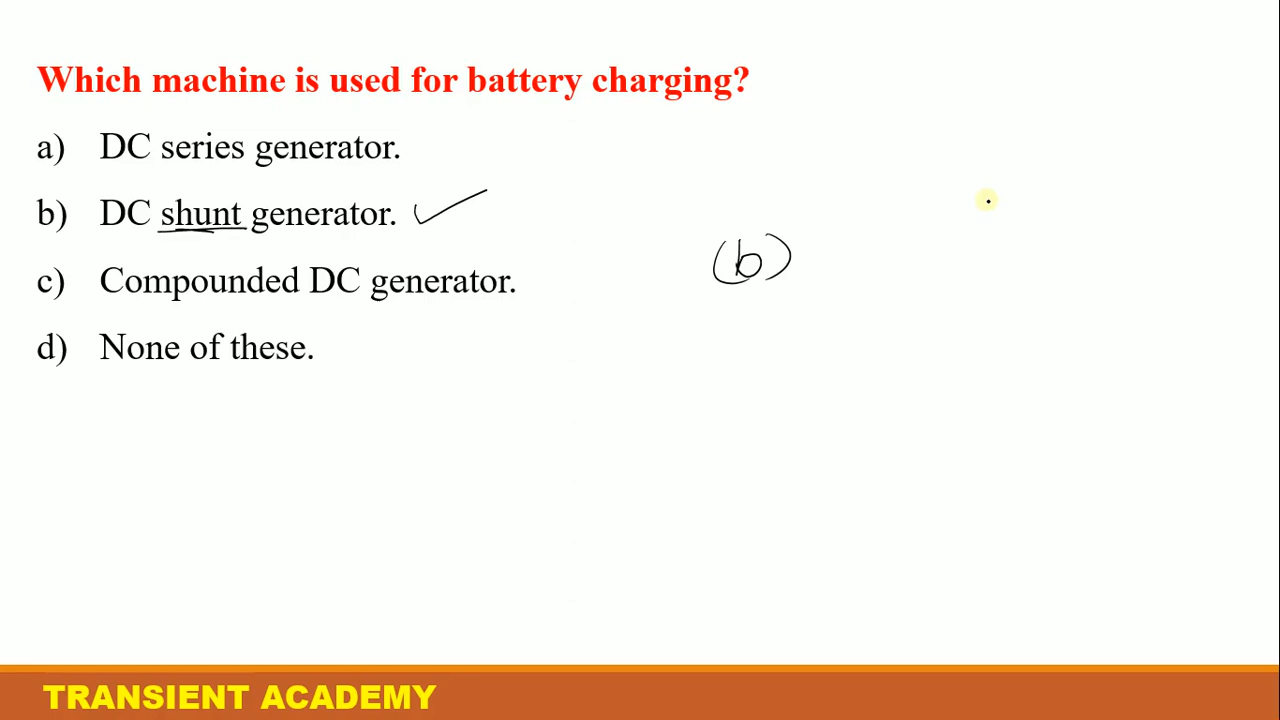 Which machine is used for battery charging?
a) DC series generator.
b) DC shunt generator.
c) Compounded DC generator.
(b)
d) None of these.
TRANSIENT ACADEMY